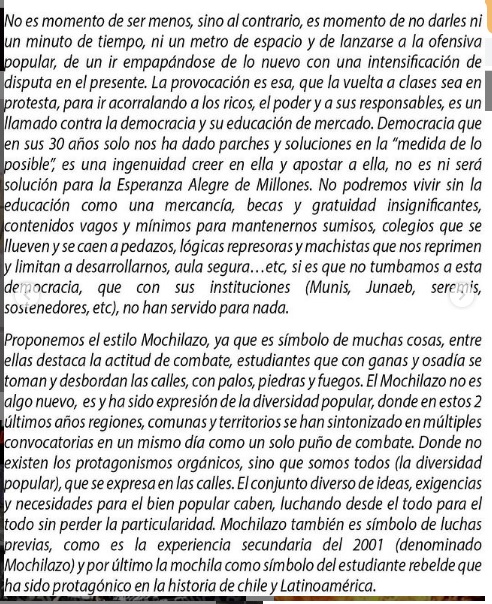 No es momento de ser menos, sino al contrario, es momento de no darles ni
un minuto de tiempo, ni un metro de espacio y de lanzarse a la ofensiva
popular, de un ir empapándose de lo nuevo con una intensificación de
disputa en el presente. La provocación es esa, que la vuelta a clases sea en
protesta, para ir acorralando a los ricos, el poder y a sus responsables, es un
llamado contra la democracia y su educación de mercado. Democracia que
en sus 30 años solo nos ha dado parches y soluciones en la “medida de lo
posible”, es una ingenuidad creer en ella y apostar a ella, no es ni será
solución para la Esperanza Alegre de Millones. No podremos vivir sin la
educación como una mercancía, becas y gratuidad insignificantes,
contenidos vagos y mínimos para mantenernos sumisos, colegios que se
llueven y se caen a pedazos, lógicas represoras y machistas que nos reprimen
y limitan a desarrollarnos, aula segura…etc, si es que no tumbamos a esta
democracia, que con sus instituciones (Munis, Junaeb, seremis,
sostenedores, etc), no han servido para nada.
Proponemos el estilo Mochilazo, ya que es símbolo de muchas cosas, entre
ellas destaca la actitud de combate, estudiantes que con ganas y osadía se
toman y desbordan las calles, con palos, piedras y fuegos. El Mochilazo no es
algo nuevo, es y ha sido expresión de la diversidad popular, donde en estos 2
últimos años regiones, comunas y territorios se han sintonizado en múltiples
convocatorias en un mismo día como un solo puño de combate. Donde no
existen los protagonismos orgánicos, sino que somos todos (la diversidad
popular), que se expresa en las calles. El conjunto diverso de ideas, exigencias
y necesidades para el bien popular caben, luchando desde el todo para el
todo sin perder la particularidad. Mochilazo también es símbolo de luchas
previas, como es la experiencia secundaria del 2001 (denominado
Mochilazo) y por último la mochila como símbolo del estudiante rebelde que
ha sido protagónico en la historia de chile y Latinoamérica.